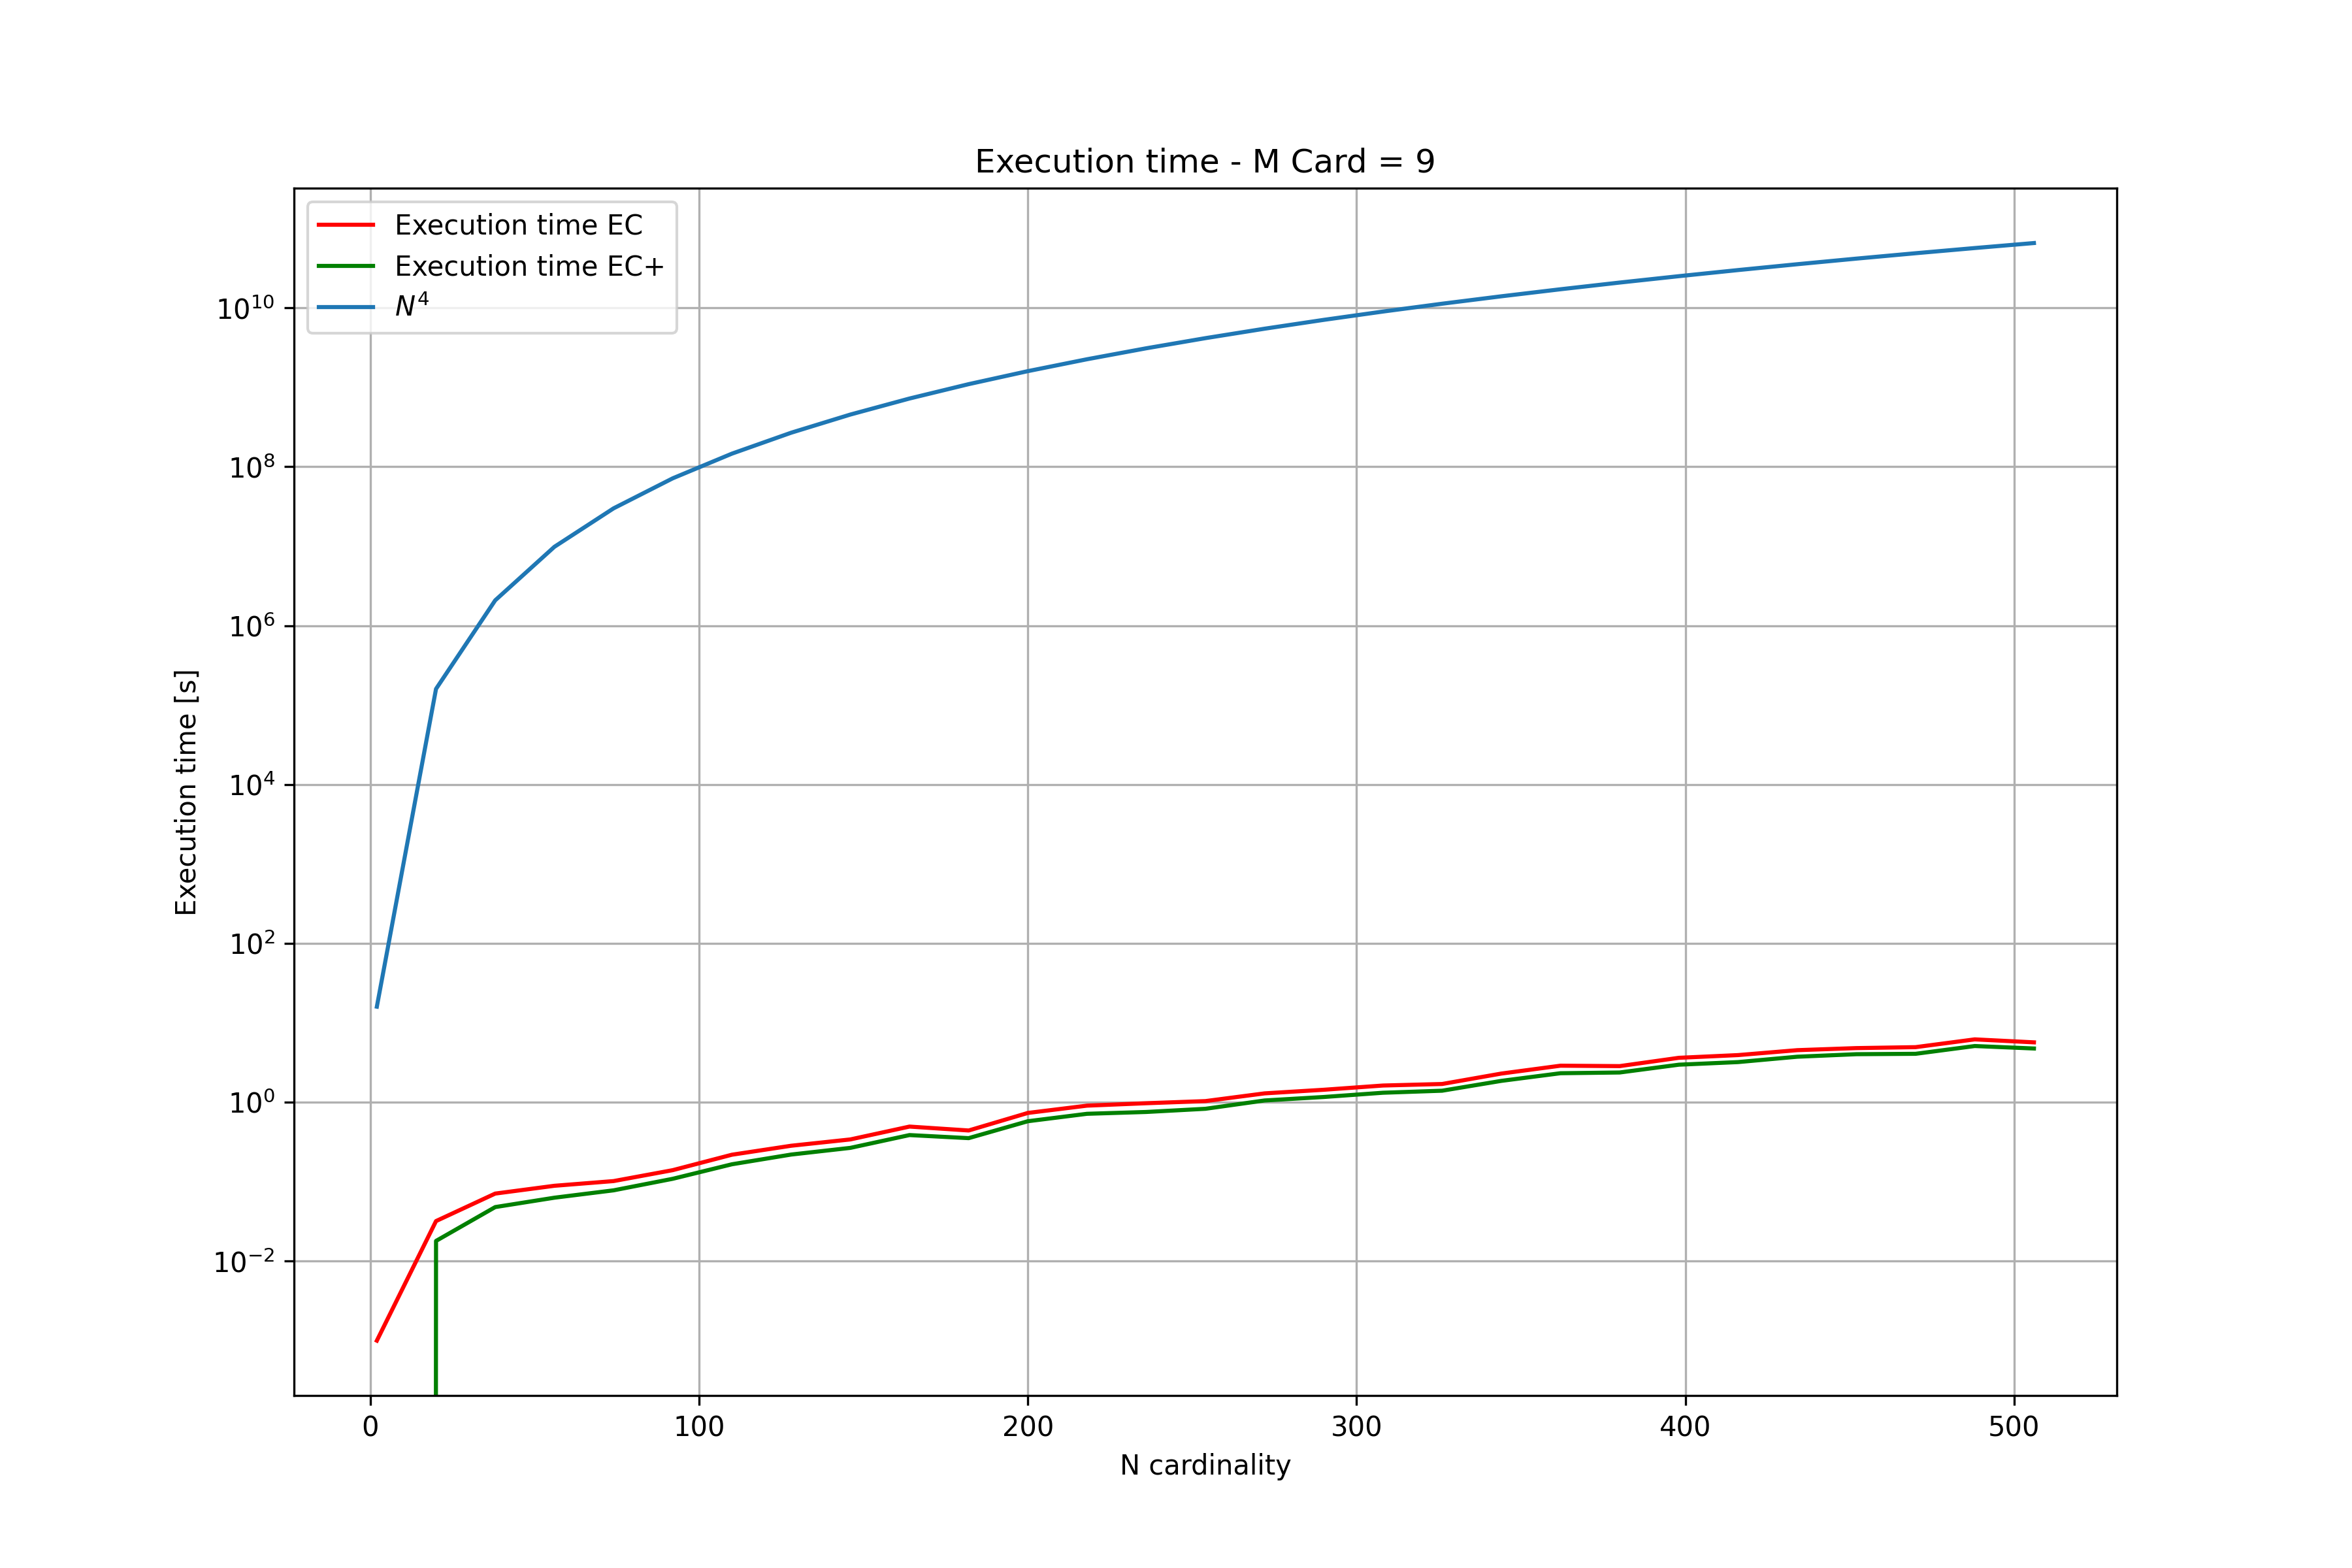 Execution time - M Card = 9
Execution time EC
Execution time EC+
N⁴
10¹⁰
10⁸
10⁶
10⁴
10²
10⁰
10⁻²
Execution time [s]
0 100 200 300 400 500
N cardinality